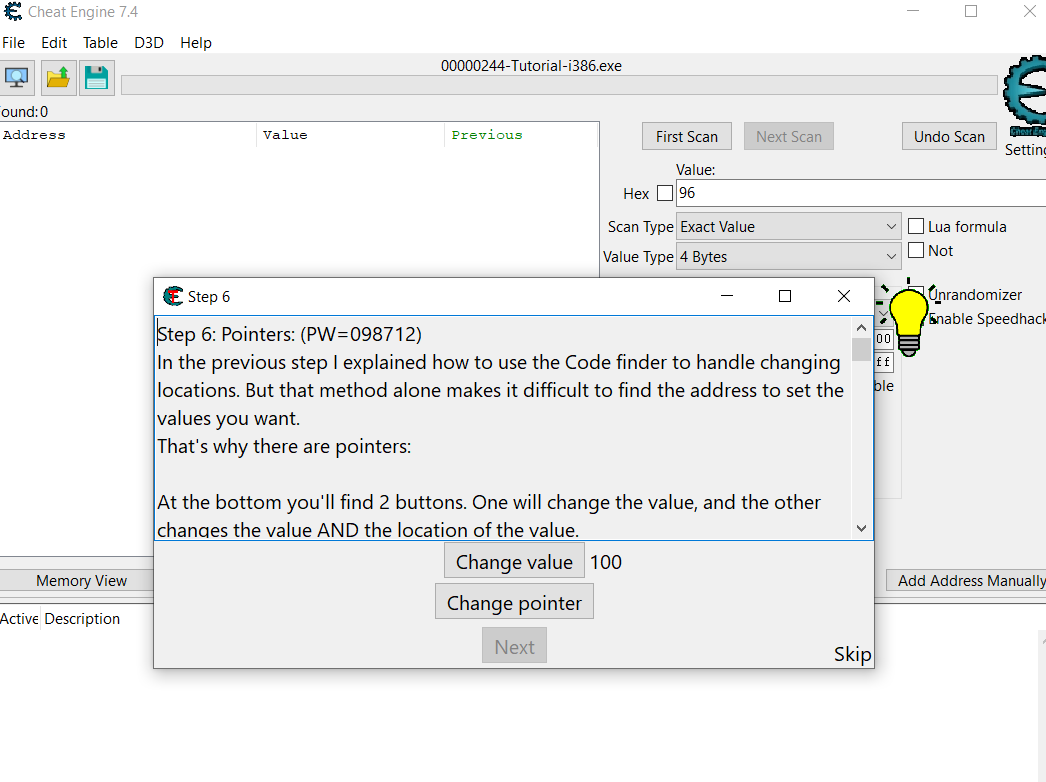 Cheat Engine 7.4
File Edit Table D3D Help
00000244-Tutorial-i386.exe
ound:0
Address Value Previous
First Scan Next Scan Undo Scan
Cheat Eng
Setting
Value:
Hex 96
Scan Type Exact Value Lua formula
Value Type 4 Bytes Not
Unrandomizer
Enable Speedhack
00
ff
ble
Step 6
Step 6: Pointers: (PW=098712)
In the previous step I explained how to use the Code finder to handle changing
locations. But that method alone makes it difficult to find the address to set the
values you want.
That's why there are pointers:
At the bottom you'll find 2 buttons. One will change the value, and the other
changes the value AND the location of the value.
Change value 100
Change pointer
Next
Skip
Memory View Add Address Manually
Active Description